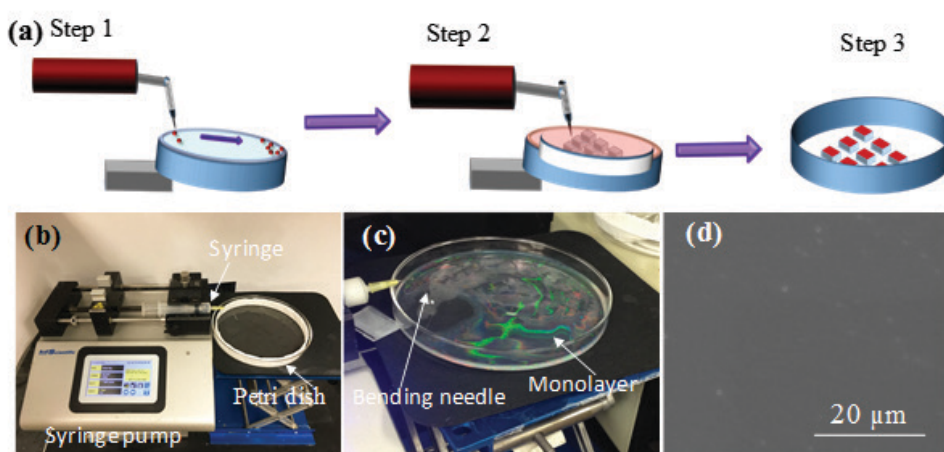 (a) Step 1
Step 2
Step 3
(b)
Syringe
Petri dish
Syringe pump
(c)
Bending needle
Monolayer
(d)
20 μm